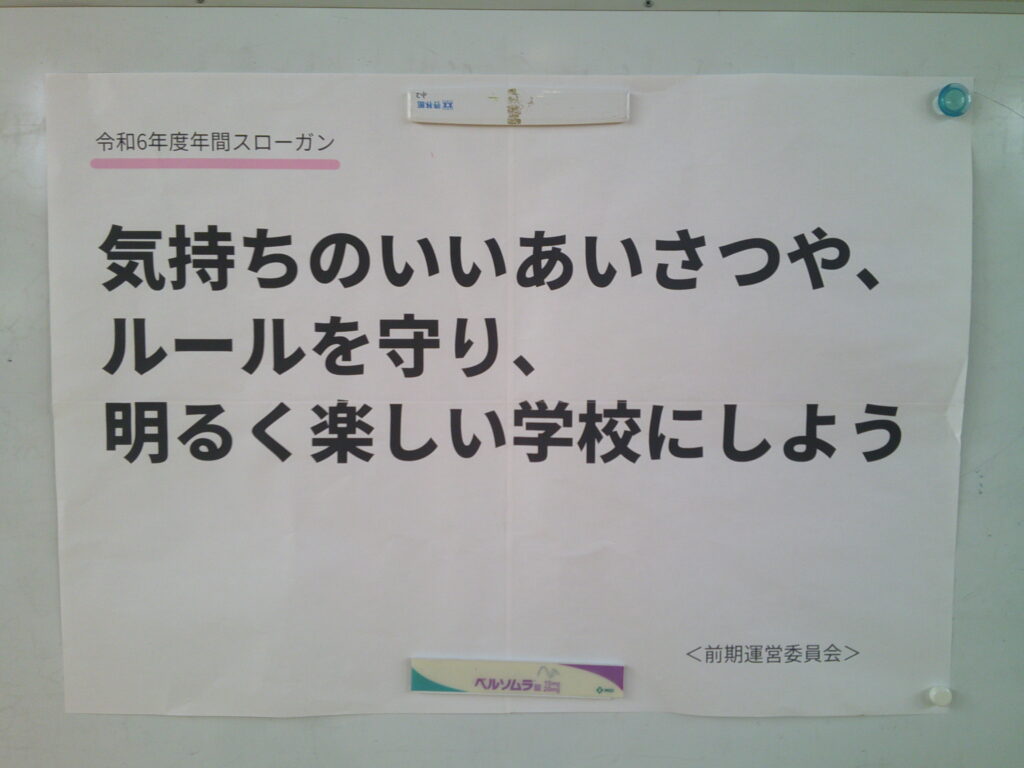 令和6年度年間スローガン
気持ちのいいあいさつや、
ルールを守り、
明るく楽しい学校にしよう
＜前期運営委員会＞
ベルソムラ